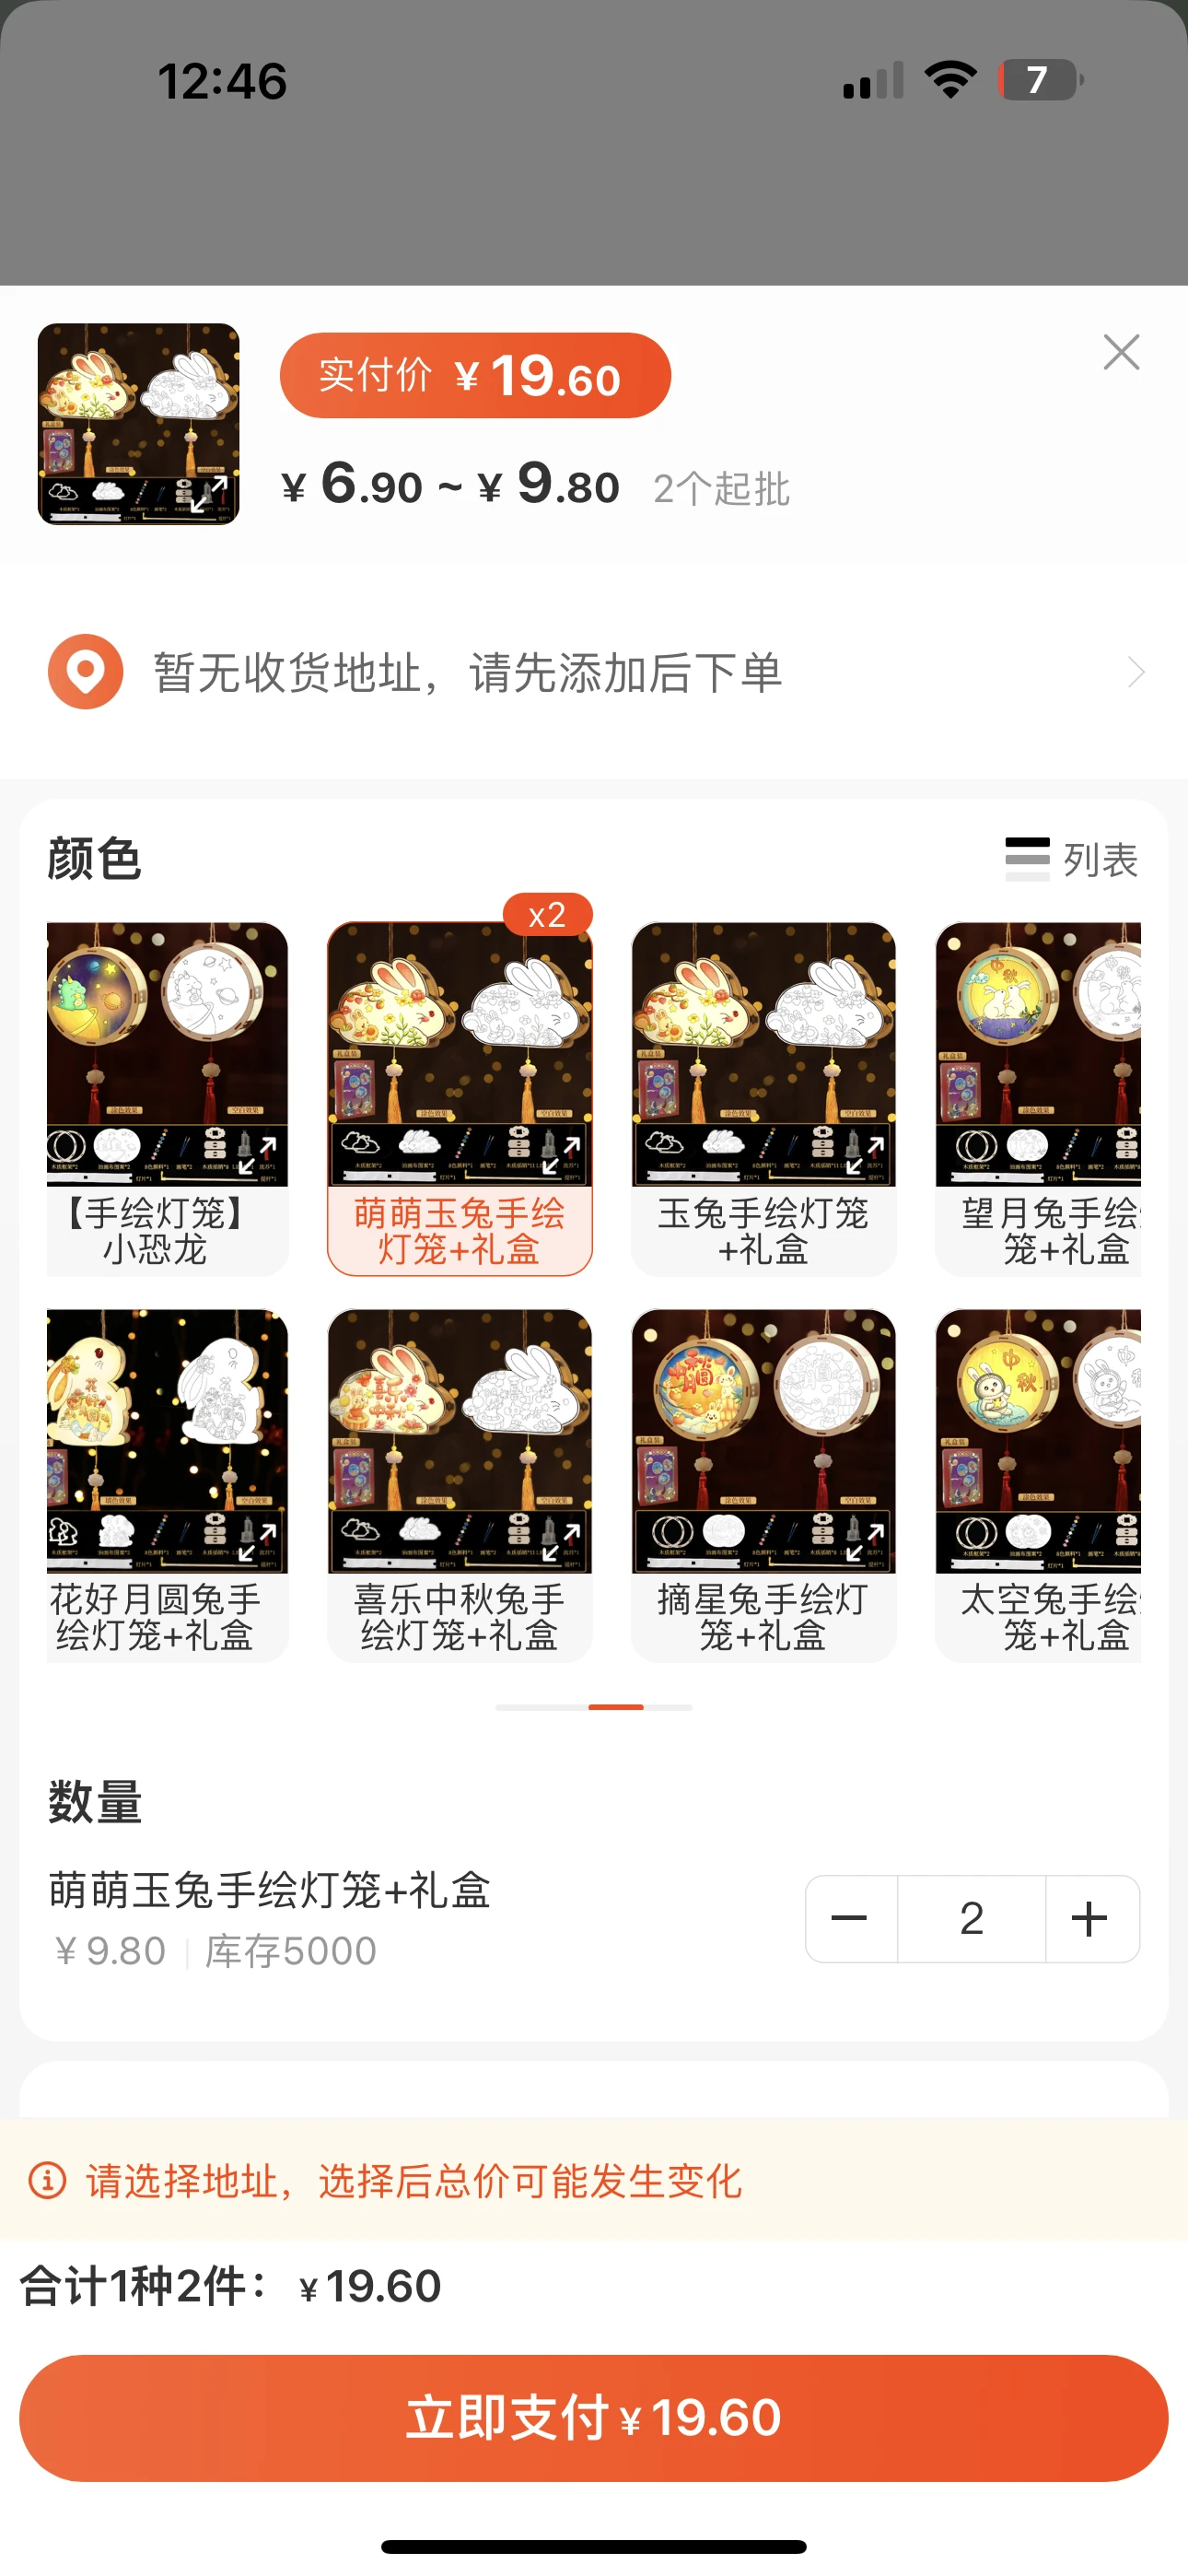 12:46
7
实付价 ¥19.60
¥6.90~¥9.80 2个起批
暂无收货地址，请先添加后下单
颜色
列表
x2
【手绘灯笼】
小恐龙
萌萌玉兔手绘
灯笼+礼盒
玉兔手绘灯笼
+礼盒
望月兔手绘
笼+礼盒
花好月圆兔手
绘灯笼+礼盒
喜乐中秋兔手
绘灯笼+礼盒
摘星兔手绘灯
笼+礼盒
太空兔手绘
笼+礼盒
数量
萌萌玉兔手绘灯笼+礼盒
¥9.80 | 库存5000
2
请选择地址，选择后总价可能发生变化
合计1种2件：¥19.60
立即支付¥19.60